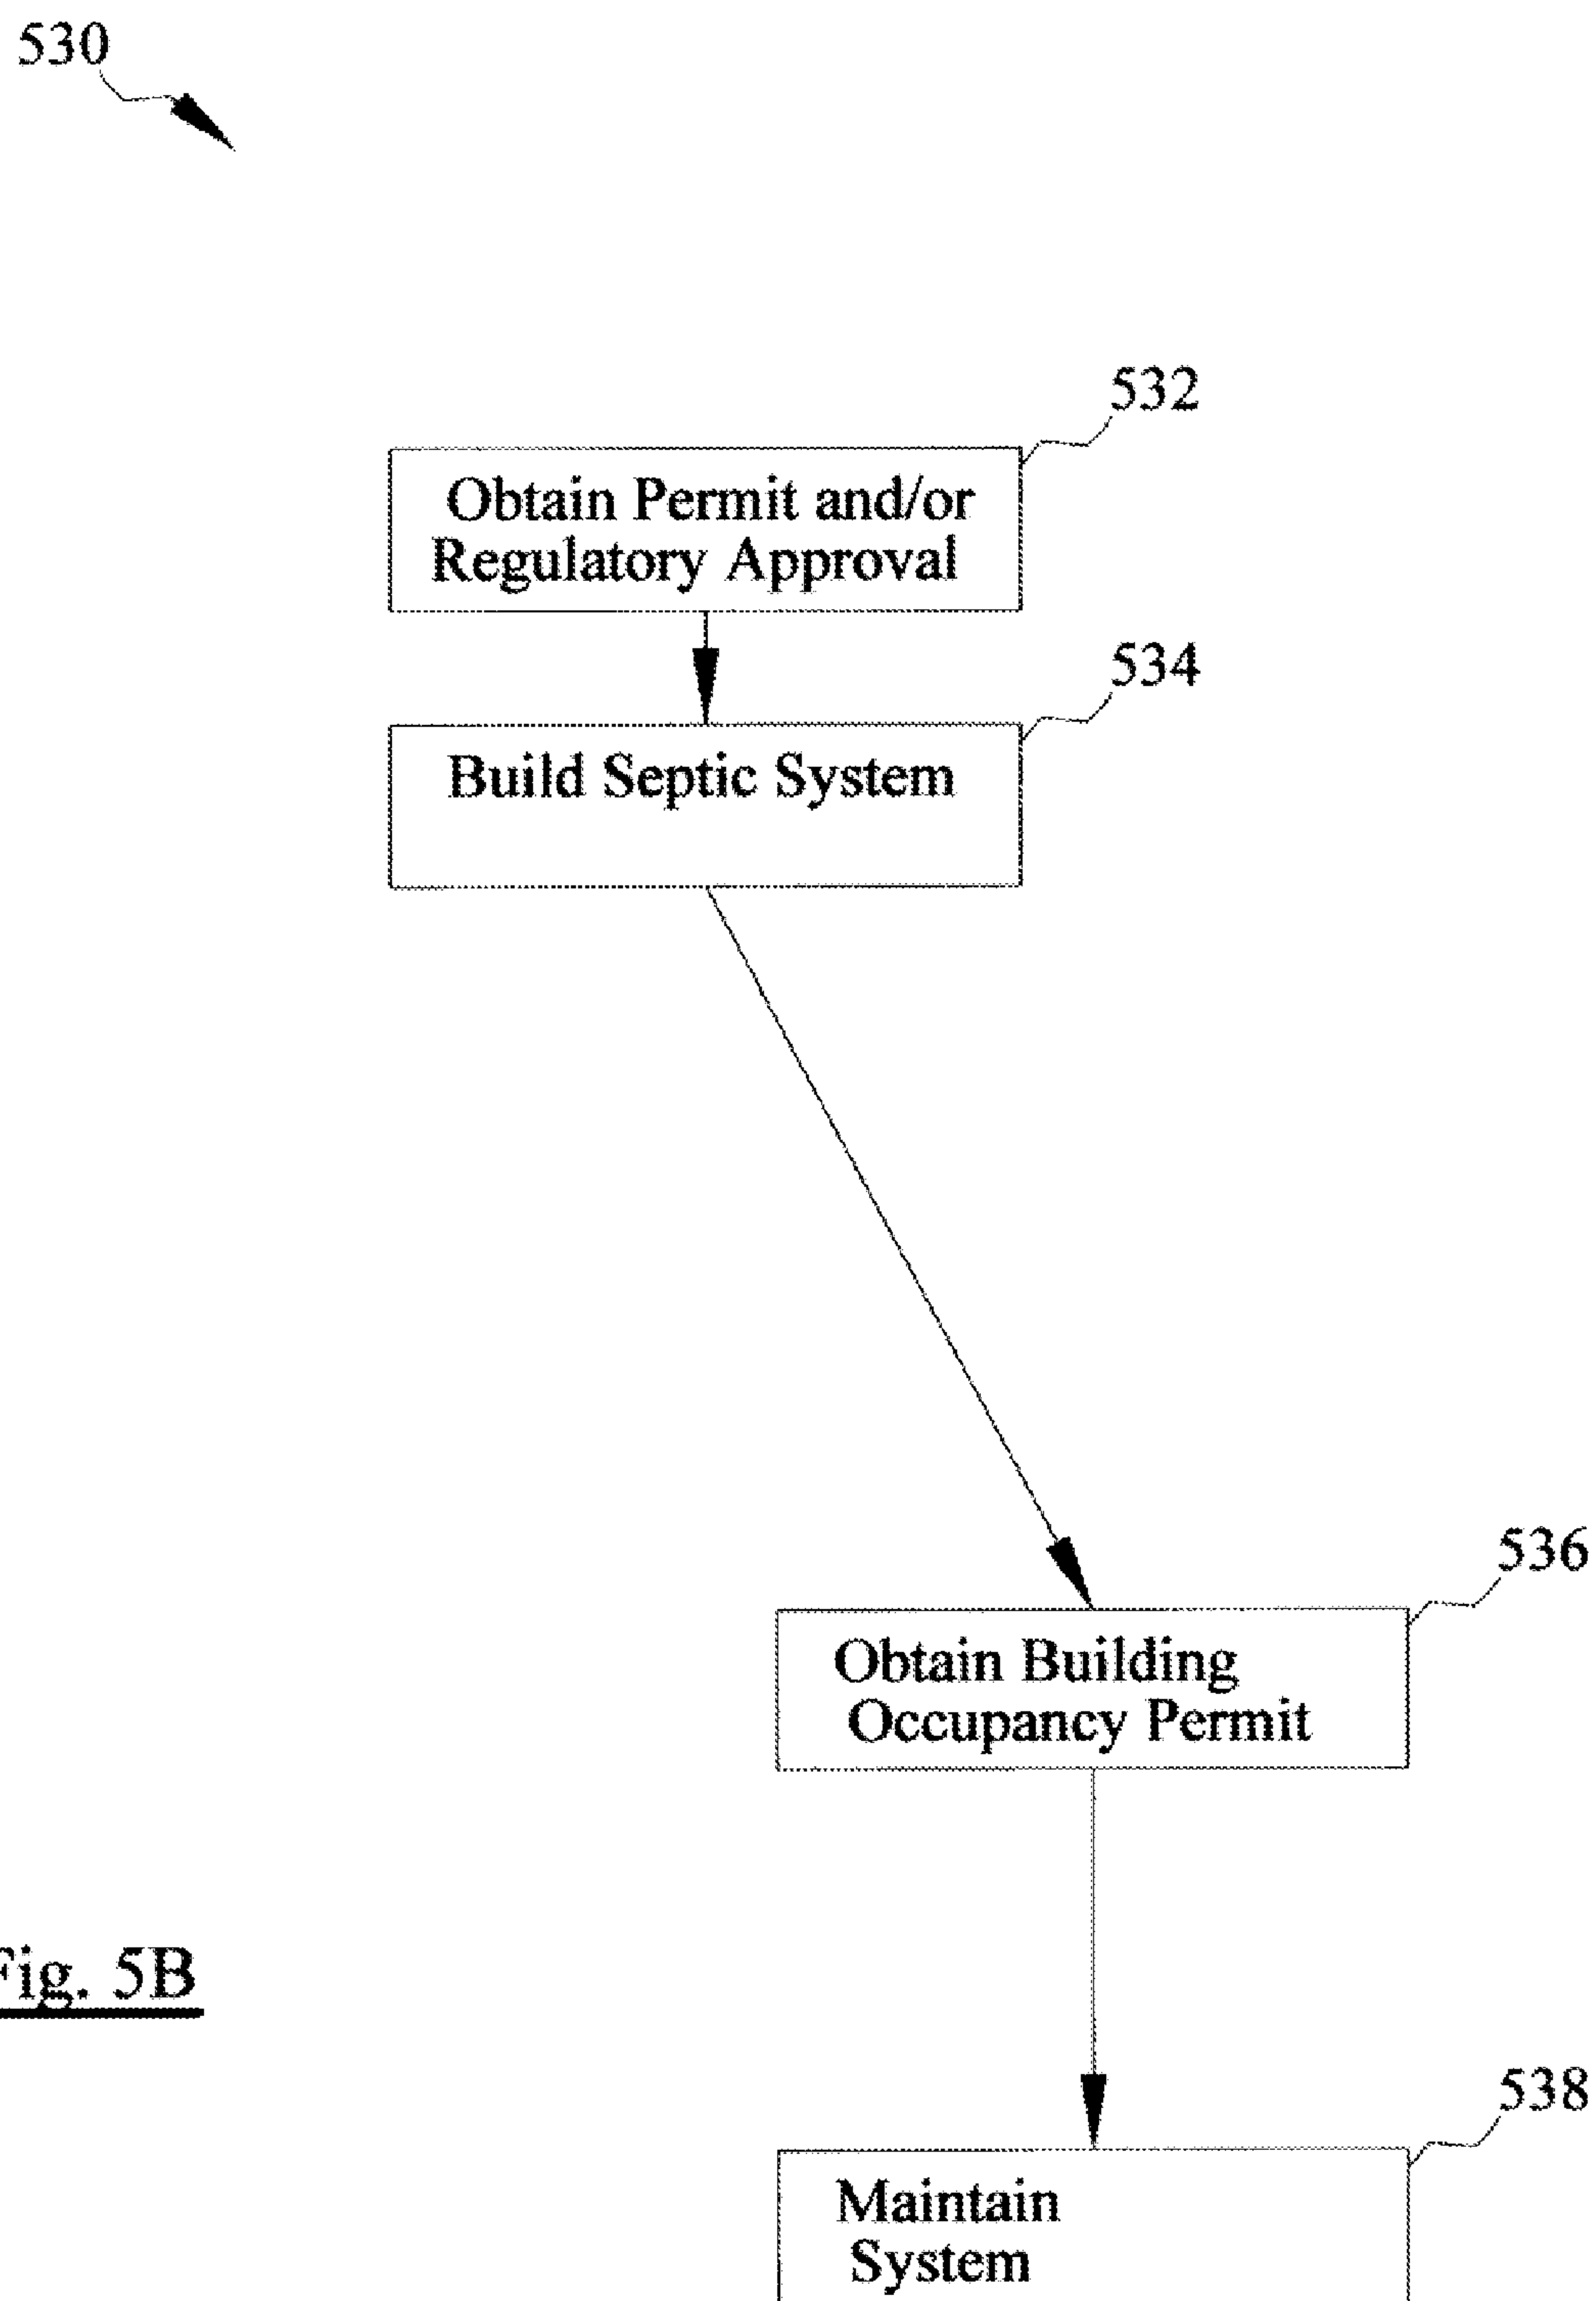 530
532
Obtain Permit and/or
Regulatory Approval
534
Build Septic System
536
Obtain Building
Occupancy Permit
Fig. 5B
538
Maintain
System